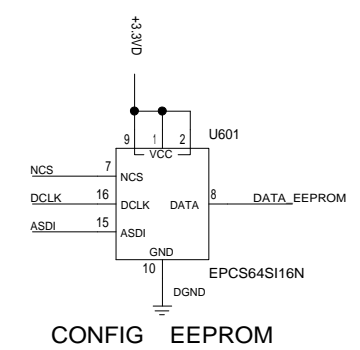 +3.3VD
9 1 2 U601
VCC
NCS 7 NCS
DCLK 16 DCLK DATA 8 DATA_EEPROM
ASDI 15 ASDI
GND
10 EPCS64SI16N
DGND
CONFIG EEPROM